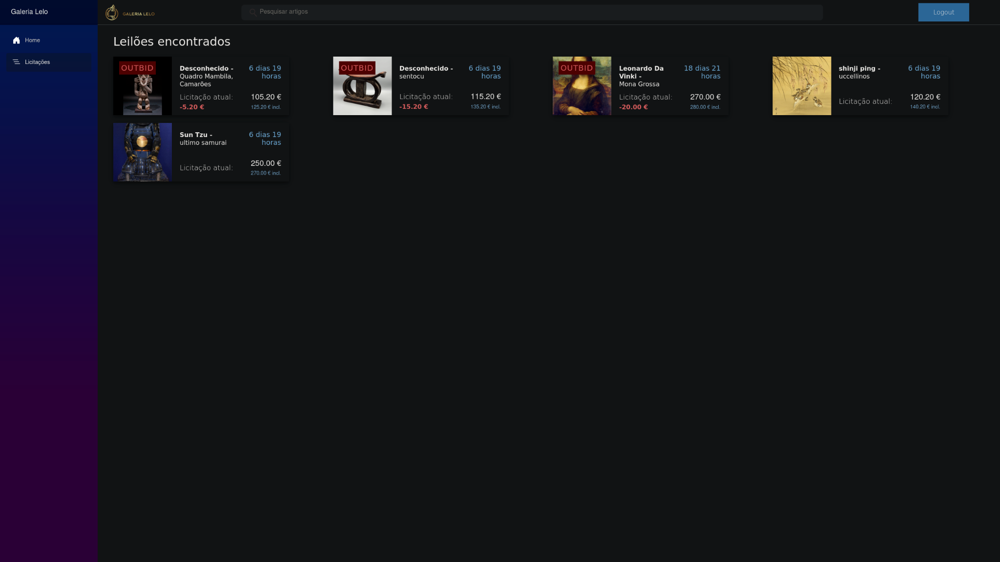 Galeria Lelo
GALERIA LELO
Pesquisar artigos
Logout
Home
Licitações
Leilões encontrados
OUTBID
Desconhecido -
Quadro Mambila,
Camarões
6 dias 19
horas
Licitação atual:
-5.20 €
105.20 €
125.20 € incl.
OUTBID
Desconhecido -
sentocu
6 dias 19
horas
Licitação atual:
-15.20 €
115.20 €
135.20 € incl.
OUTBID
Leonardo Da
Vinki -
Mona Grossa
18 dias 21
horas
Licitação atual:
-20.00 €
270.00 €
280.00 € incl.
shinji ping -
uccellinos
6 dias 19
horas
Licitação atual:
120.20 €
140.20 € incl.
Sun Tzu -
ultimo samurai
6 dias 19
horas
Licitação atual:
250.00 €
270.00 € incl.